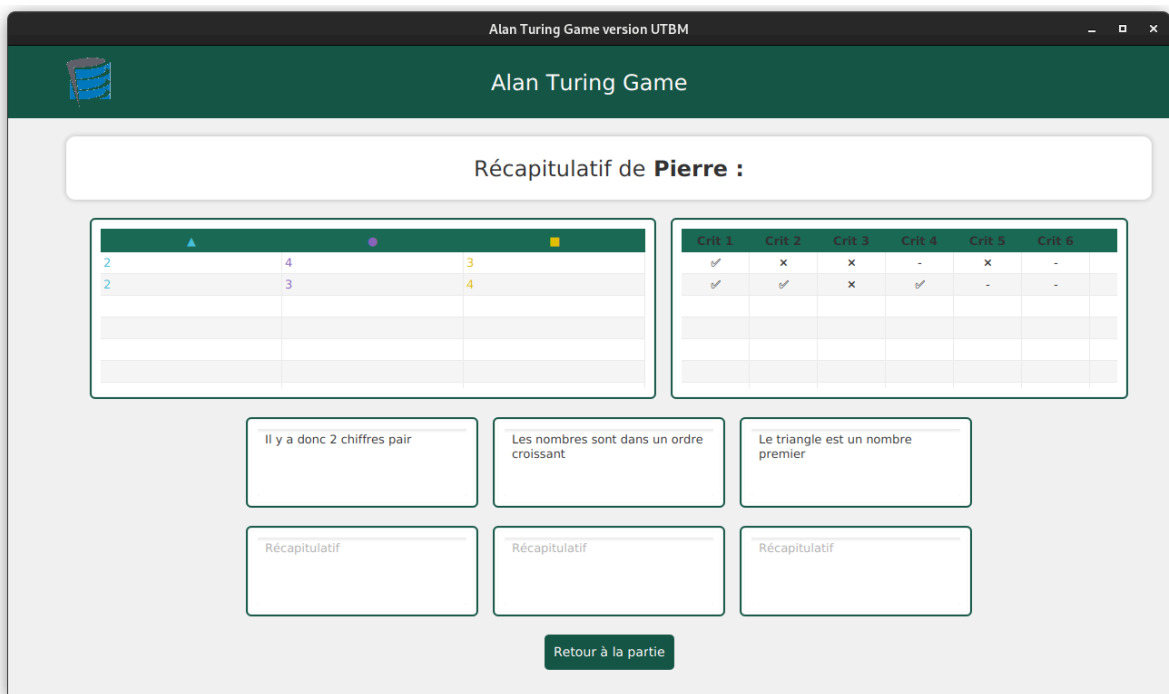 Alan Turing Game version UTBM
Alan Turing Game
Récapitulatif de Pierre :
▲ ● ■
2 4 3
2 3 4
Crit 1 Crit 2 Crit 3 Crit 4 Crit 5 Crit 6
✅ × × - × -
✅ ✅ × ✅ - -
Il y a donc 2 chiffres pair
Les nombres sont dans un ordre
croissant
Le triangle est un nombre
premier
Récapitulatif
Récapitulatif
Récapitulatif
Retour à la partie